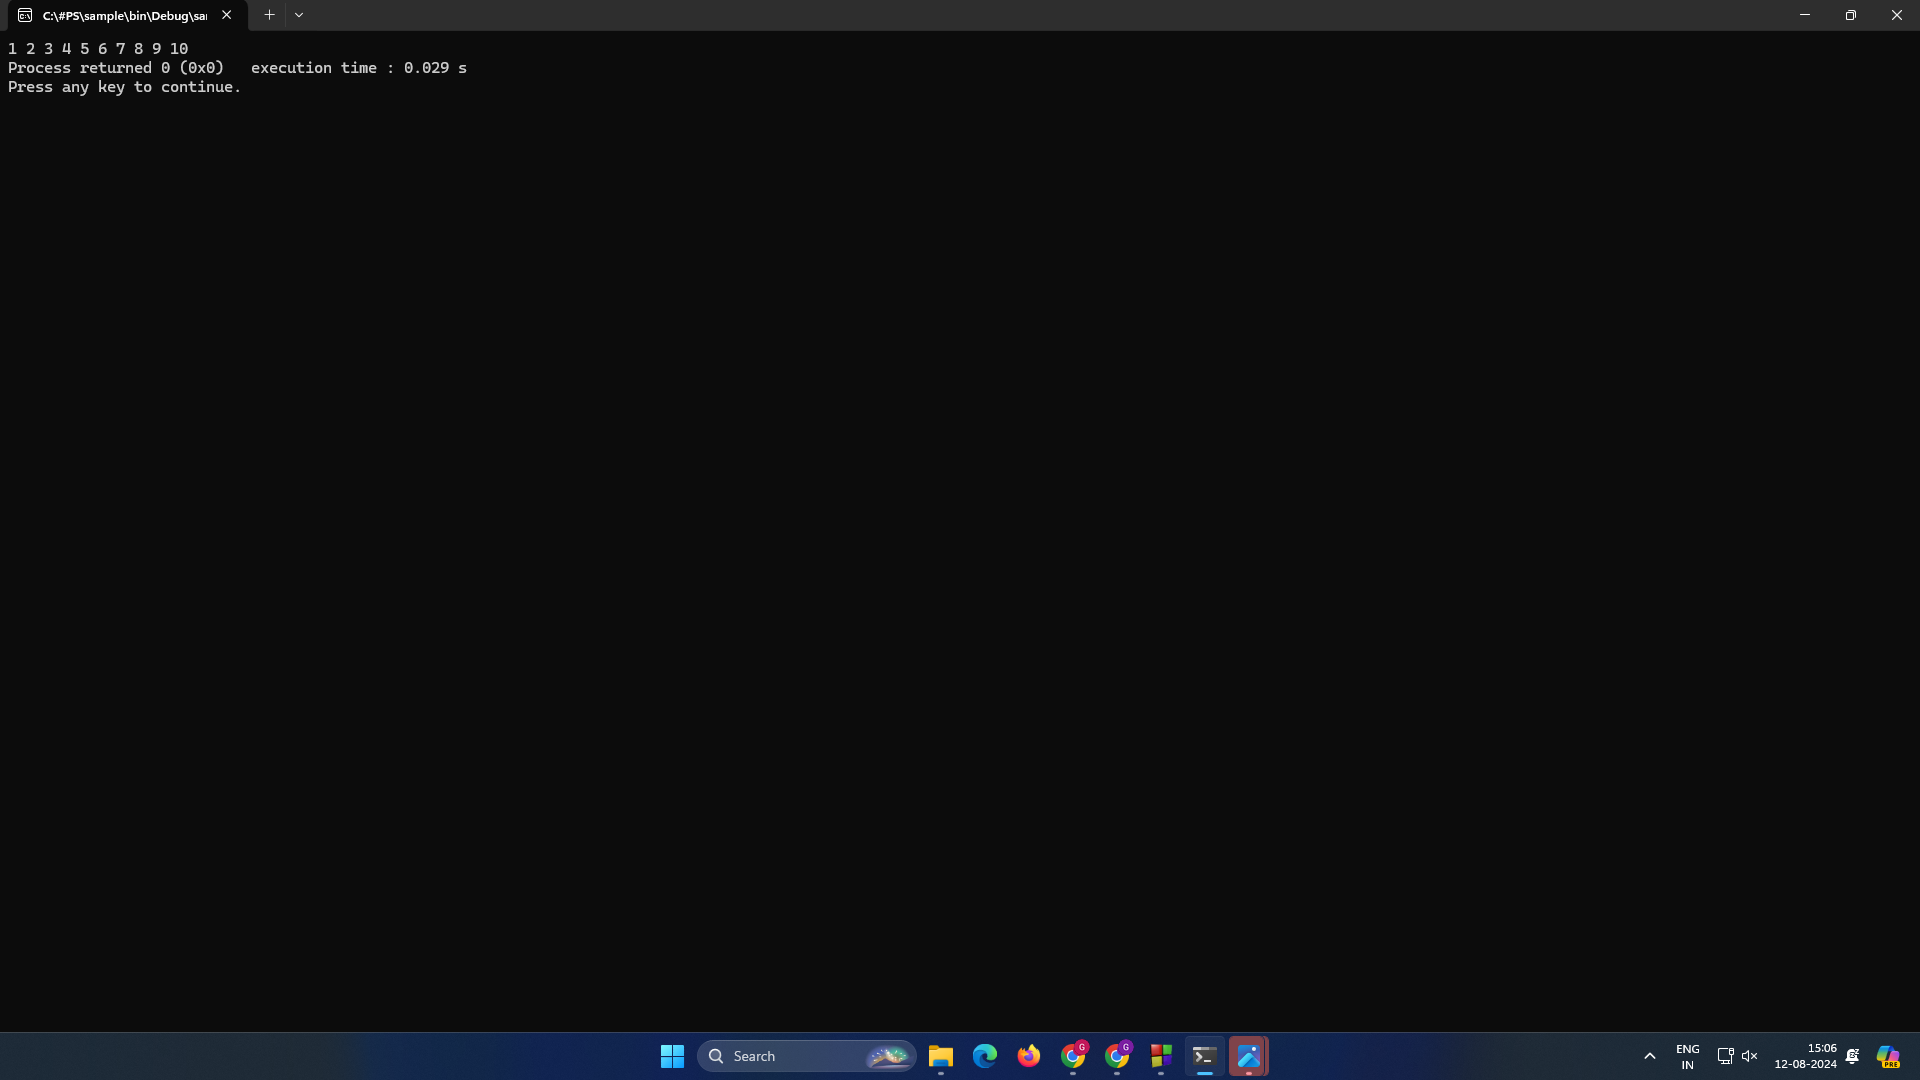 C:\#PS\sample\bin\Debug\sa
1 2 3 4 5 6 7 8 9 10
Process returned 0 (0x0)   execution time : 0.029 s
Press any key to continue.
Search
G
G
ENG
IN
15:06
12-08-2024
PRE